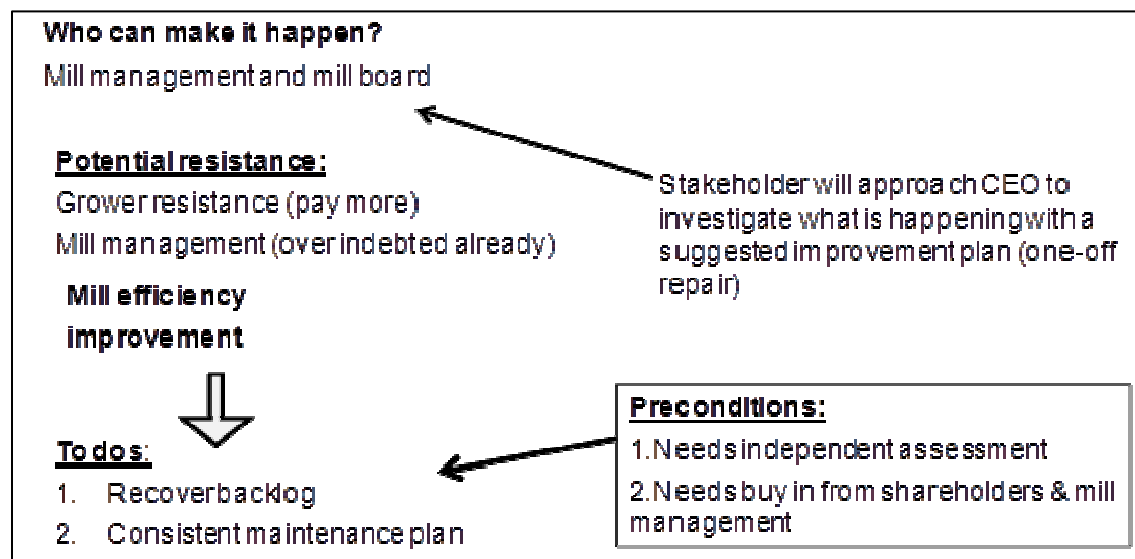 Who can make it happen?
Mill management and mill board
Potential resistance:
Grower resistance (pay more)
Mill management (over indebted already)
Stakeholder will approach CEO to
investigate what is happening with a
suggested improvement plan (one-off
repair)
Mill efficiency
improvement
To dos:
1. Recover backlog
2. Consistent maintenance plan
Preconditions:
1.Needs independent assessment
2.Needs buy in from shareholders & mill
management